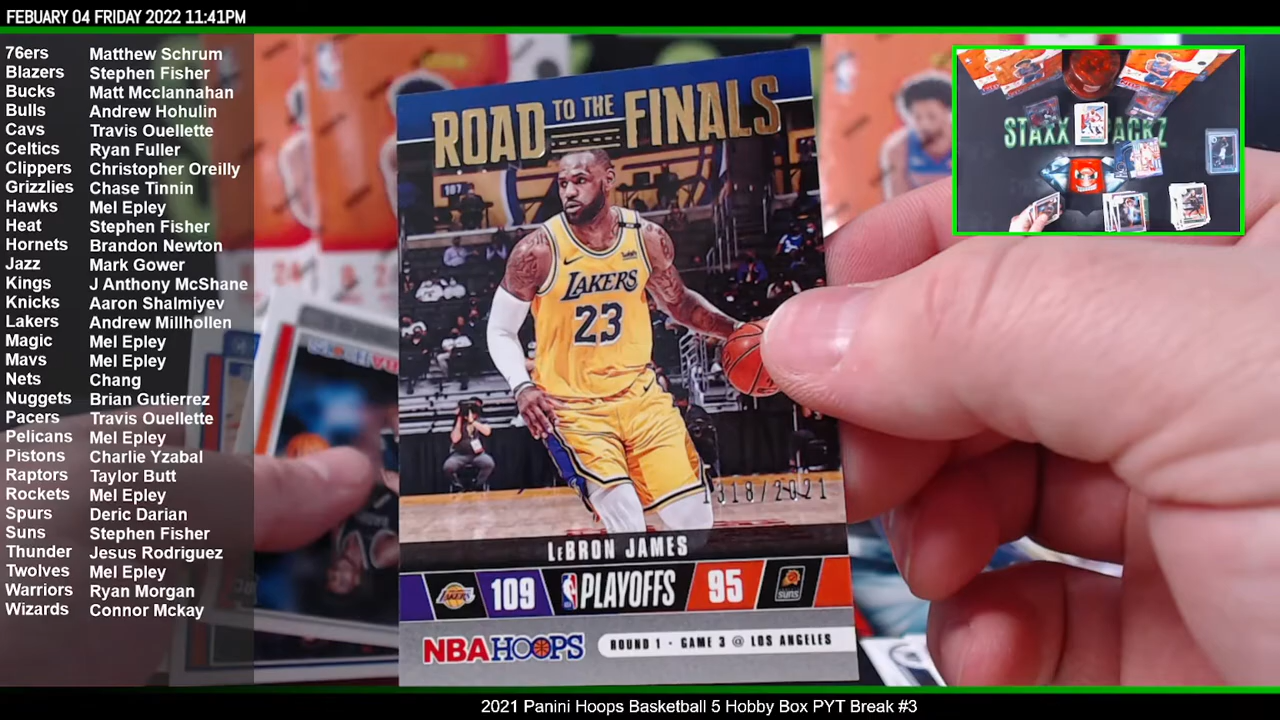 FEBUARY 04 FRIDAY 2022 11:41PM
76ers Matthew Schrum
Blazers Stephen Fisher
Bucks Matt Mcclannahan
Bulls Andrew Hohulin
Cavs Travis Ouellette
Celtics Ryan Fuller
Clippers Christopher Oreilly
Grizzlies Chase Tinnin
Hawks Mel Epley
Heat Stephen Fisher
Hornets Brandon Newton
Jazz Mark Gower
Kings J Anthony McShane
Knicks Aaron Shalmiyev
Lakers Andrew Millhollen
Magic Mel Epley
Mavs Mel Epley
Nets Chang
Nuggets Brian Gutierrez
Pacers Travis Ouellette
Pelicans Mel Epley
Pistons Charlie Yzabal
Raptors Taylor Butt
Rockets Mel Epley
Spurs Deric Darian
Suns Stephen Fisher
Thunder Jesus Rodriguez
Twolves Mel Epley
Warriors Ryan Morgan
Wizards Connor Mckay
ROAD TO THE FINALS
107
LAKERS
23
1318/2021
LEBRON JAMES
LAKERS 109 PLAYOFFS 95 SUNS
NBA HOOPS ROUND 1 - GAME 3 @ LOS ANGELES
STAXX
2021 Panini Hoops Basketball 5 Hobby Box PYT Break #3